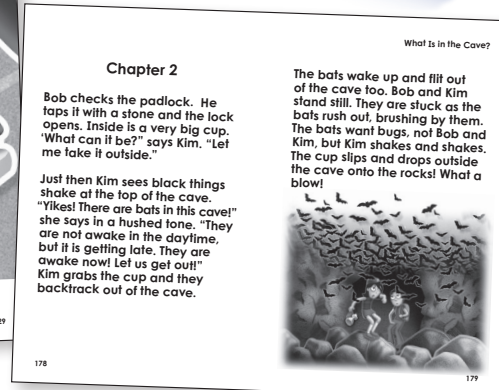 29
Chapter 2
Bob checks the padlock. He
taps it with a stone and the lock
opens. Inside is a very big cup.
‘What can it be?” says Kim. “Let
me take it outside.”
Just then Kim sees black things
shake at the top of the cave.
“Yikes! There are bats in this cave!”
she says in a hushed tone. “They
are not awake in the daytime,
but it is getting late. They are
awake now! Let us get out!”
Kim grabs the cup and they
backtrack out of the cave.
178
What Is in the Cave?
The bats wake up and flit out
of the cave too. Bob and Kim
stand still. They are stuck as the
bats rush out, brushing by them.
The bats want bugs, not Bob and
Kim, but Kim shakes and shakes.
The cup slips and drops outside
the cave onto the rocks! What a
blow!
179